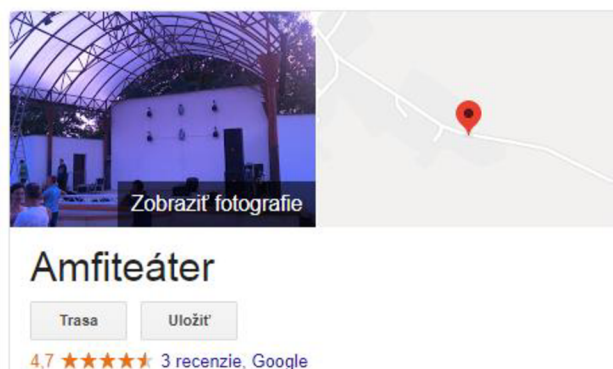 Zobraziť fotografie
Amfiteáter
Trasa Uložiť
4,7 3 recenzie, Google